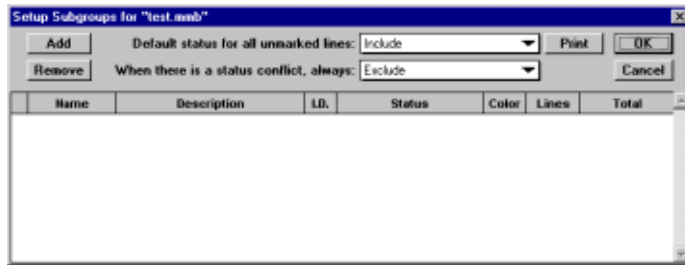 Setup Subgroups for "test.mmb"
Add Default status for all unmarked lines: Include Print OK
Remove When there is a status conflict, always: Exclude Cancel
Name Description I.D. Status Color Lines Total